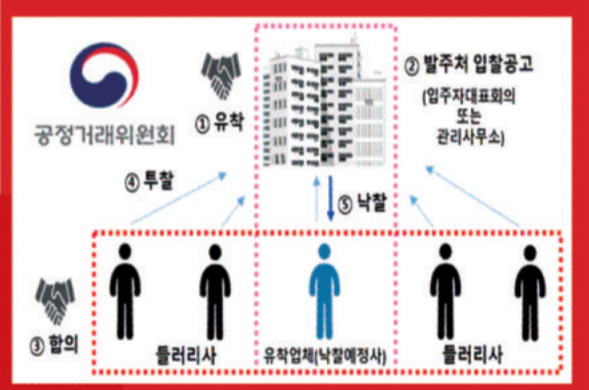 공정거래위원회
① 유착
② 발주처 입찰공고
(입주자대표회의
또는
관리사무소)
④ 투찰
⑤ 낙찰
③ 합의
들러리사
유착업체(낙찰예정사)
들러리사